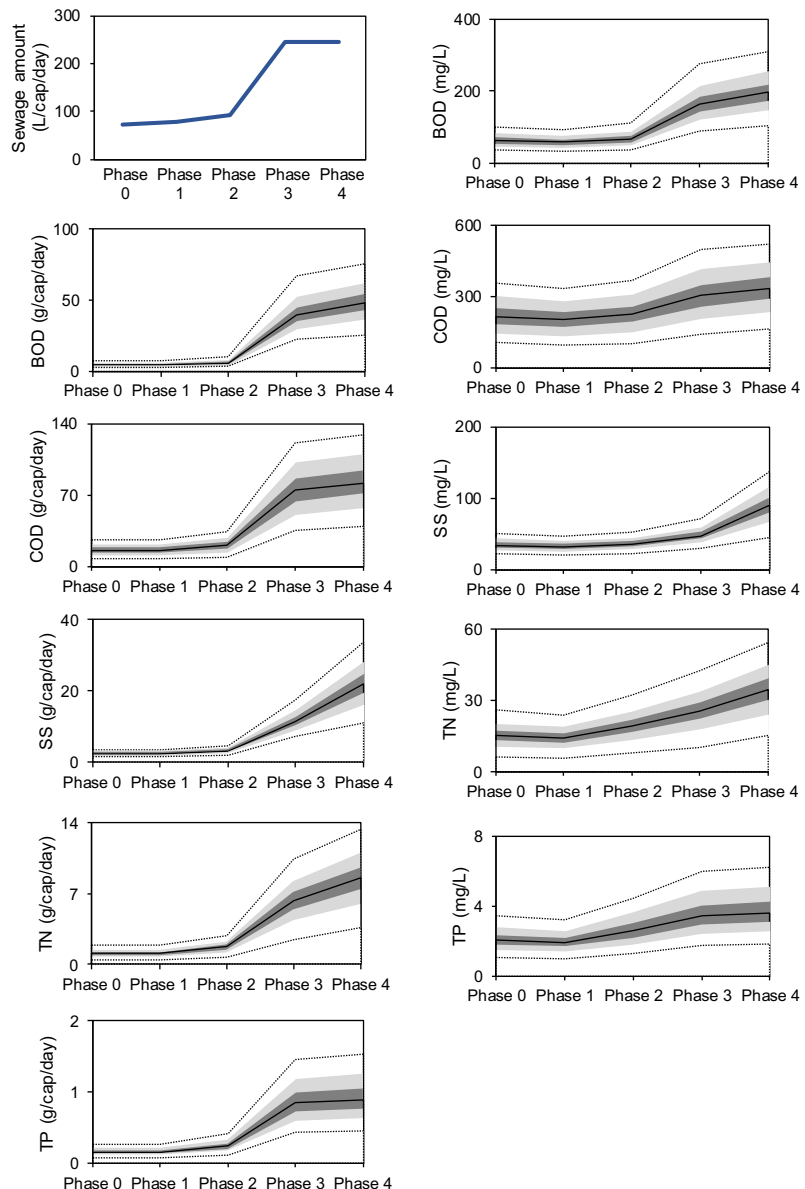 Sewage amount
(L/cap/day)
300
200
100
0
Phase Phase Phase Phase Phase
0 1 2 3 4
BOD (mg/L)
400
200
0
Phase 0 Phase 1 Phase 2 Phase 3 Phase 4
BOD (g/cap/day)
100
50
0
Phase 0 Phase 1 Phase 2 Phase 3 Phase 4
COD (mg/L)
600
300
0
Phase 0 Phase 1 Phase 2 Phase 3 Phase 4
COD (g/cap/day)
140
70
0
Phase 0 Phase 1 Phase 2 Phase 3 Phase 4
SS (mg/L)
200
100
0
Phase 0 Phase 1 Phase 2 Phase 3 Phase 4
SS (g/cap/day)
40
20
0
Phase 0 Phase 1 Phase 2 Phase 3 Phase 4
TN (mg/L)
60
30
0
Phase 0 Phase 1 Phase 2 Phase 3 Phase 4
TN (g/cap/day)
14
7
0
Phase 0 Phase 1 Phase 2 Phase 3 Phase 4
TP (mg/L)
8
4
0
Phase 0 Phase 1 Phase 2 Phase 3 Phase 4
TP (g/cap/day)
2
1
0
Phase 0 Phase 1 Phase 2 Phase 3 Phase 4